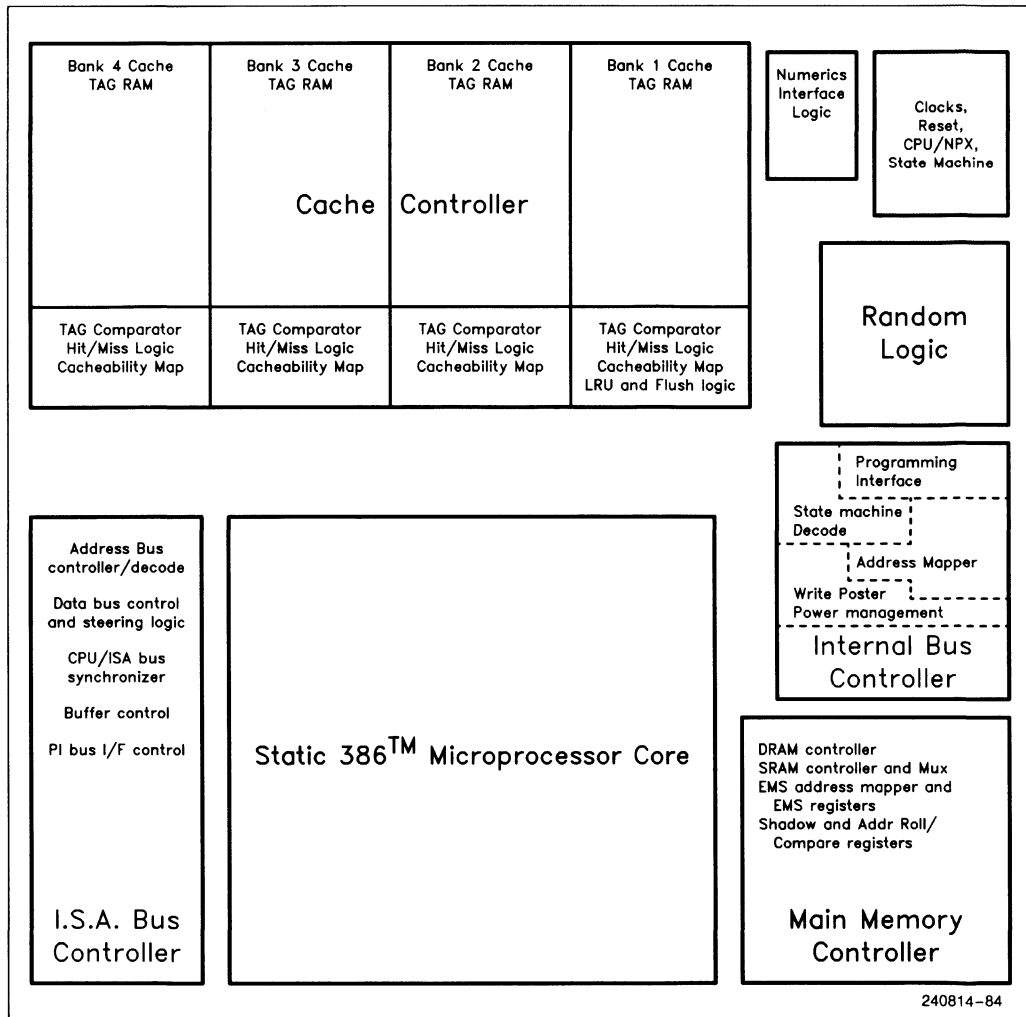 Bank 4 Cache
TAG RAM
Bank 3 Cache
TAG RAM
Bank 2 Cache
TAG RAM
Bank 1 Cache
TAG RAM
Cache Controller
TAG Comparator
Hit/Miss Logic
Cacheability Map
TAG Comparator
Hit/Miss Logic
Cacheability Map
TAG Comparator
Hit/Miss Logic
Cacheability Map
TAG Comparator
Hit/Miss Logic
Cacheability Map
LRU and Flush logic
Numerics
Interface
Logic
Clocks,
Reset,
CPU/NPX,
State Machine
Random
Logic
Programming
Interface
State machine
Decode
Address Mapper
Write Poster
Power management
Internal Bus
Controller
Address Bus
controller/decode
Data bus control
and steering logic
CPU/ISA bus
synchronizer
Buffer control
PI bus I/F control
I.S.A. Bus
Controller
Static 386TM Microprocessor Core
DRAM controller
SRAM controller and Mux
EMS address mapper and
EMS registers
Shadow and Addr Roll/
Compare registers
Main Memory
Controller
240814-84